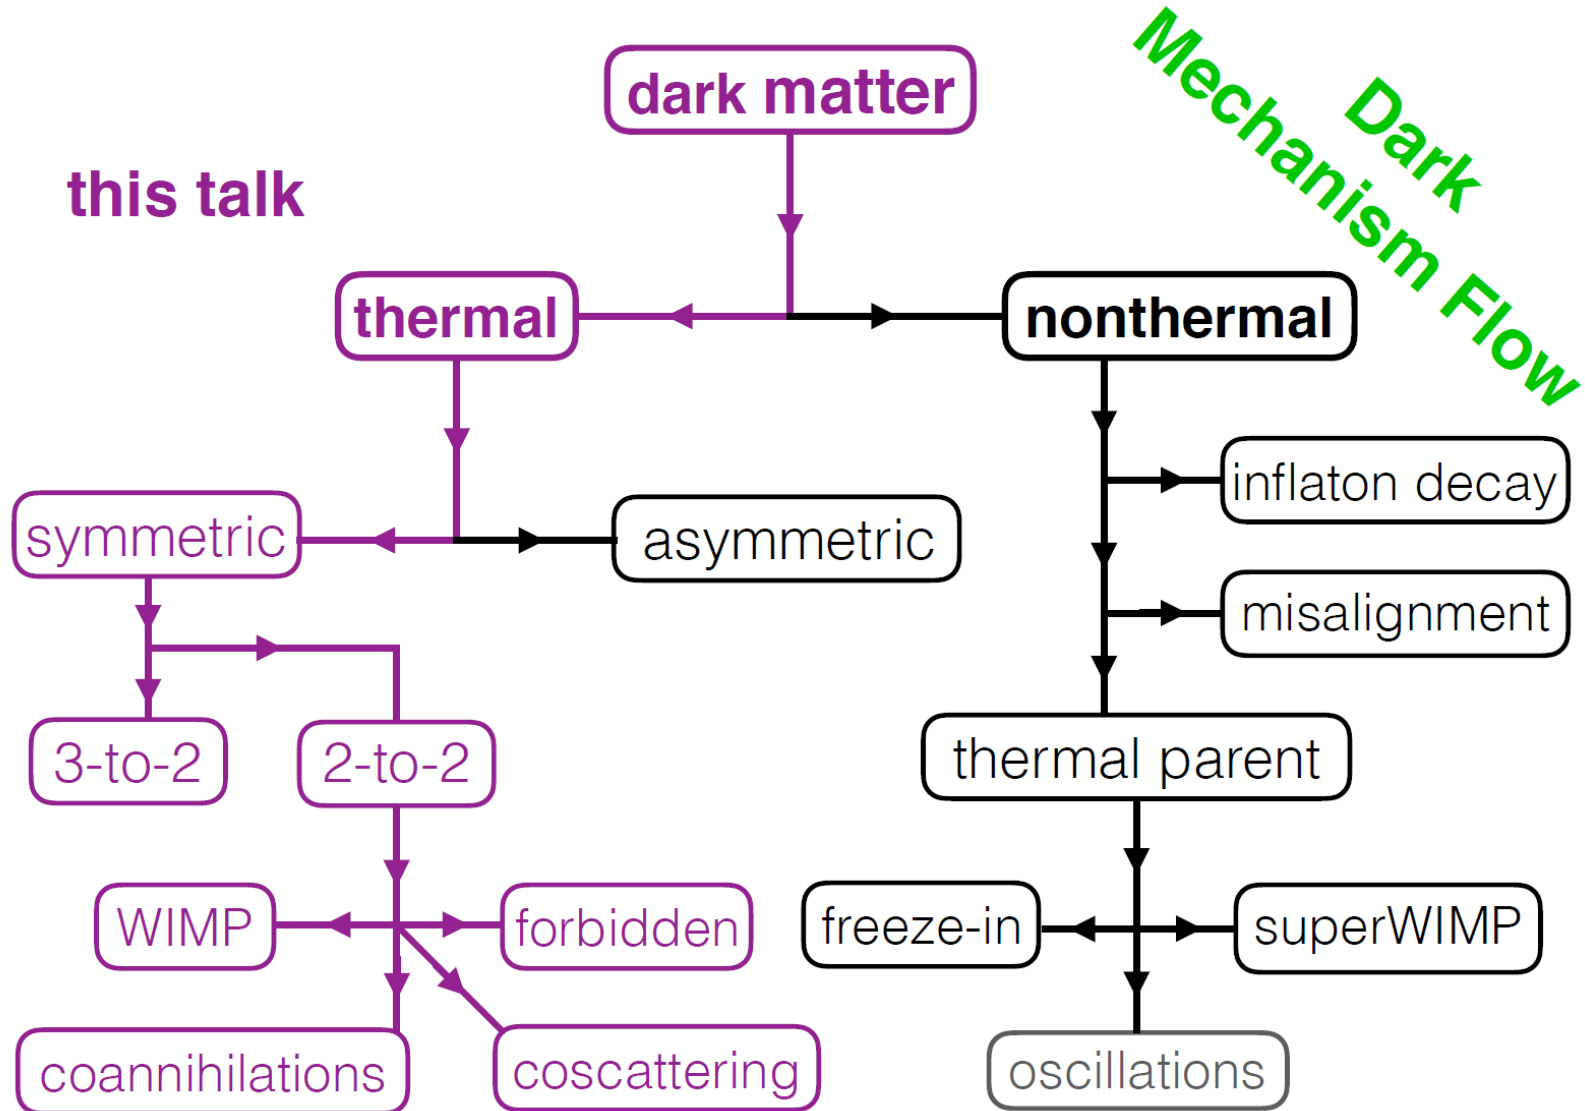 dark matter
Dark
Mechanism Flow
this talk
thermal
nonthermal
inflaton decay
symmetric
asymmetric
misalignment
3-to-2
2-to-2
thermal parent
WIMP
forbidden
freeze-in
superWIMP
coannihilations
coscattering
oscillations